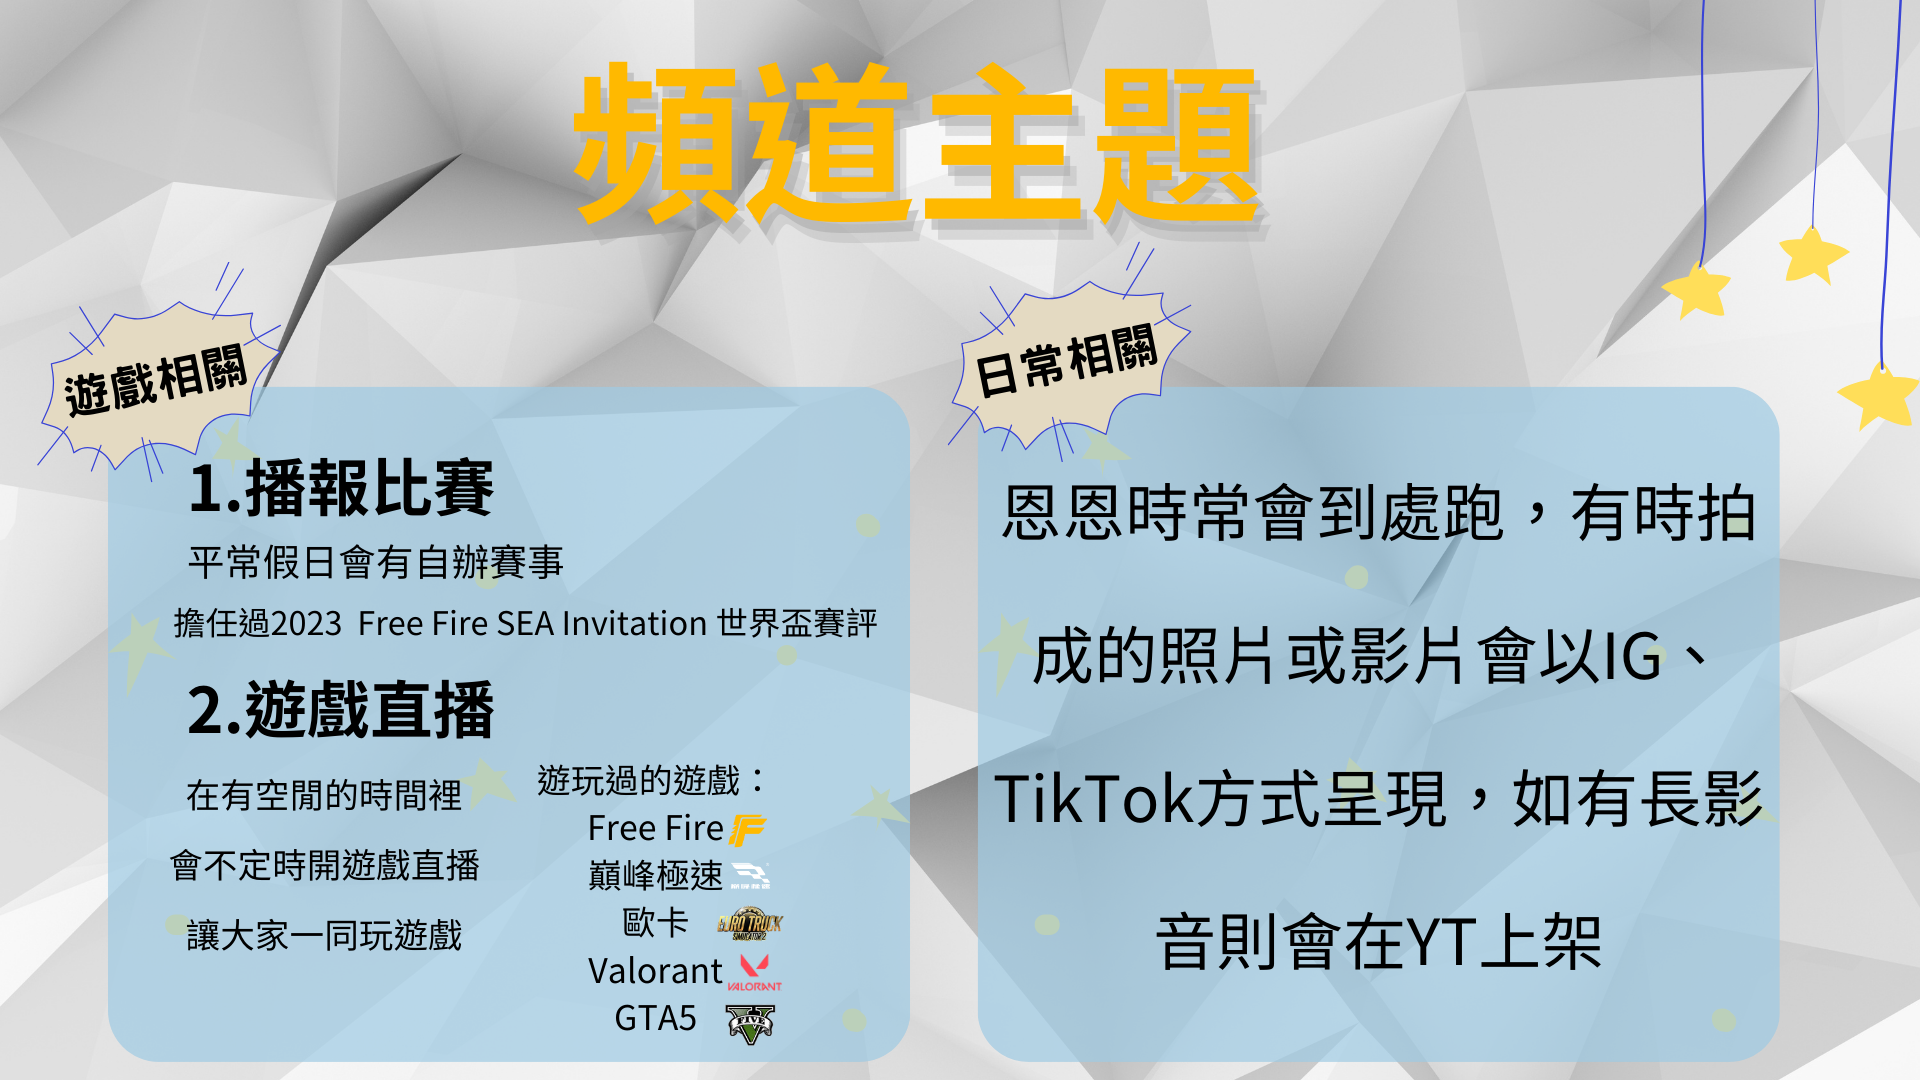 頻道主題
遊戲相關
1.播報比賽
平常假日會有自辦賽事
擔任過2023 Free Fire SEA Invitation 世界盃賽評
2.遊戲直播
在有空閒的時間裡
會不定時開遊戲直播
讓大家一同玩遊戲
遊玩過的遊戲：
Free Fire
巔峰極速
歐卡
EURO TRUCK
SIMULATOR 2
Valorant
VALORANT
GTA5
FIVE
日常相關
恩恩時常會到處跑，有時拍
成的照片或影片會以IG、
TikTok方式呈現，如有長影
音則會在YT上架